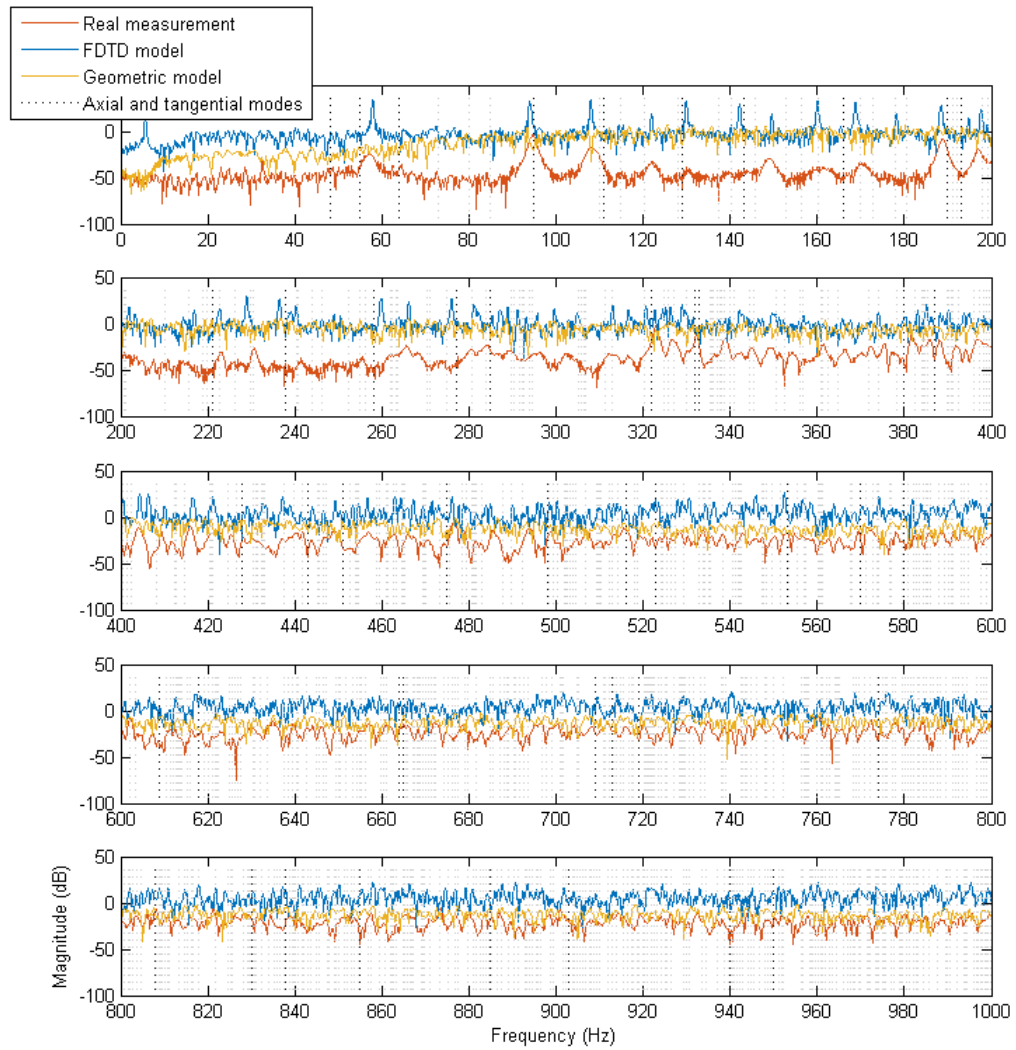 Real measurement
FDTD model
Geometric model
Axial and tangential modes
0
-50
-100
0 20 40 60 80 100 120 140 160 180 200
50
0
-50
-100
200 220 240 260 280 300 320 340 360 380 400
50
0
-50
-100
400 420 440 460 480 500 520 540 560 580 600
50
0
-50
-100
600 620 640 660 680 700 720 740 760 780 800
50
0
-50
-100
800 820 840 860 880 900 920 940 960 980 1000
Magnitude (dB)
Frequency (Hz)